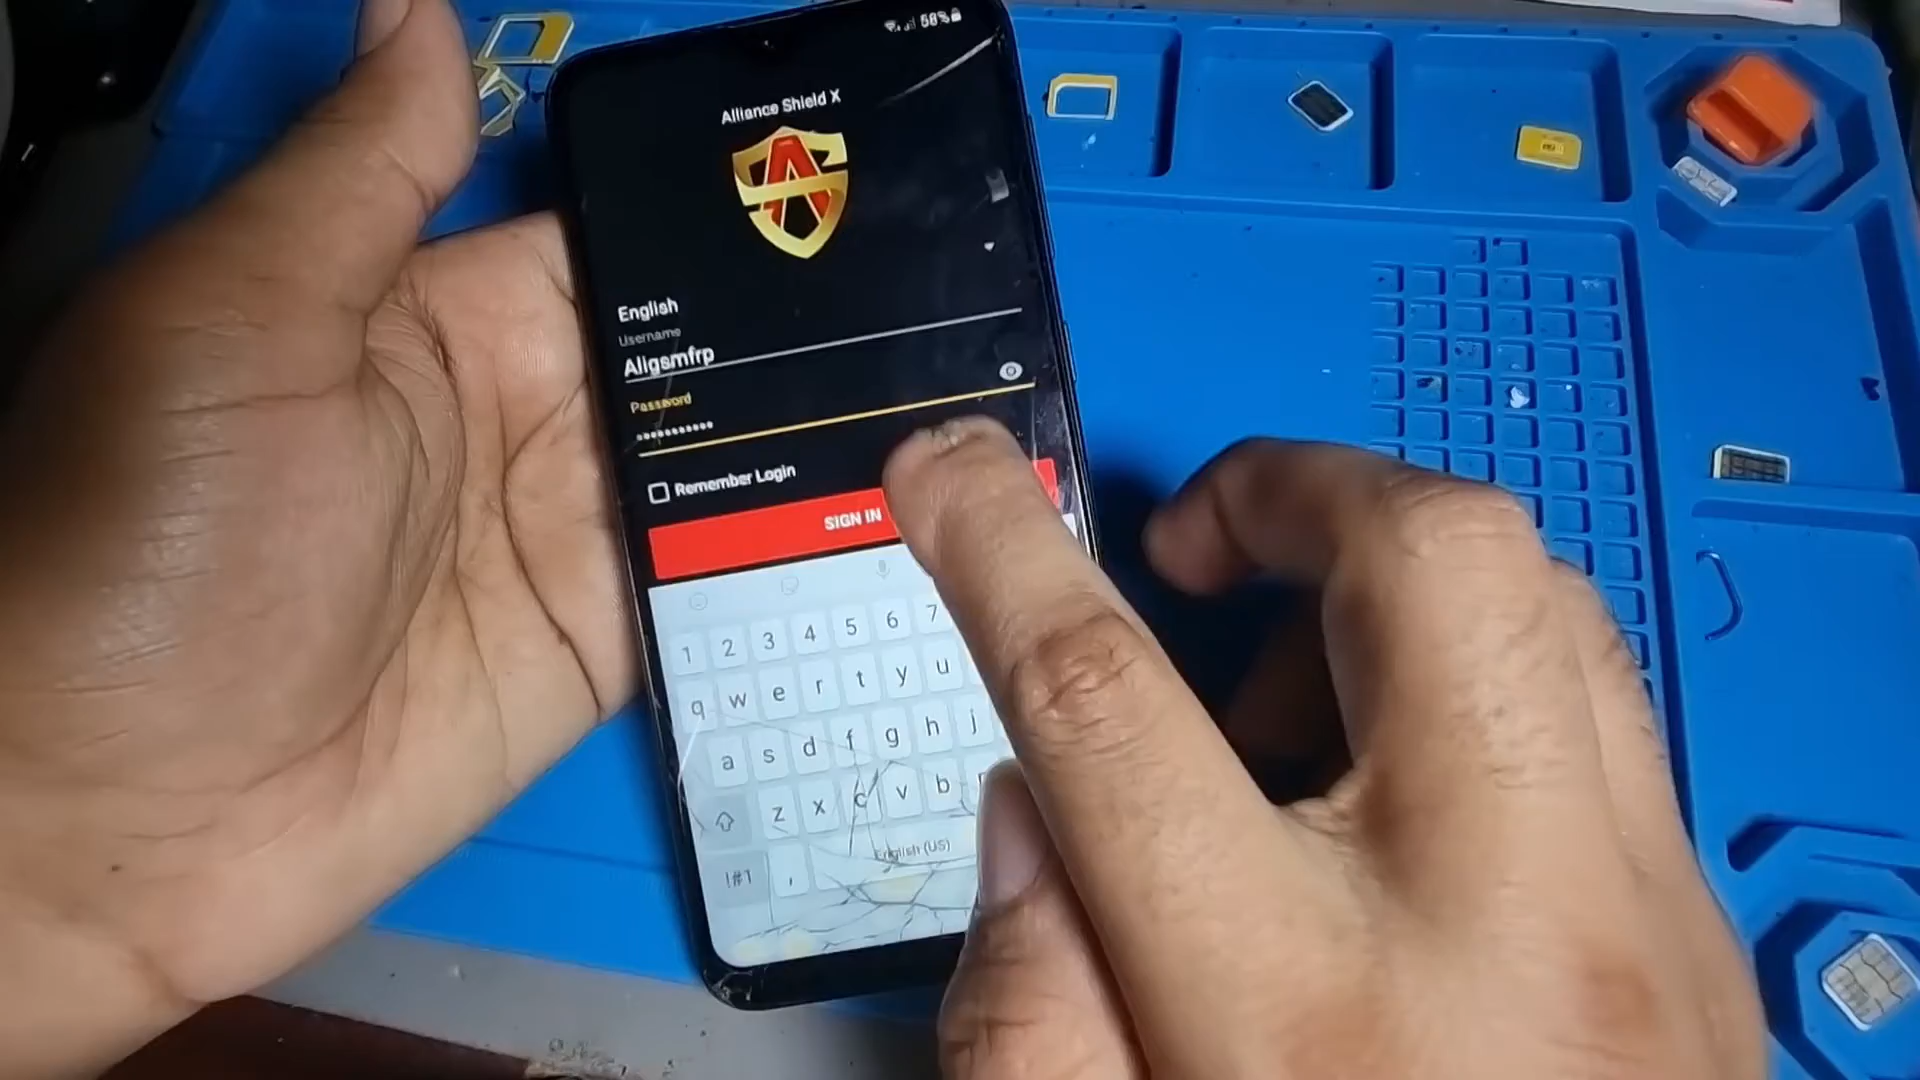 58%
Alliance Shield X
English
Username
Aligsmfrp
Password
•••••••••••
Remember Login
SIGN IN
1 2 3 4 5 6 7
q w e r t y u
a s d f g h j
z x c v b
!#1 , English (US)